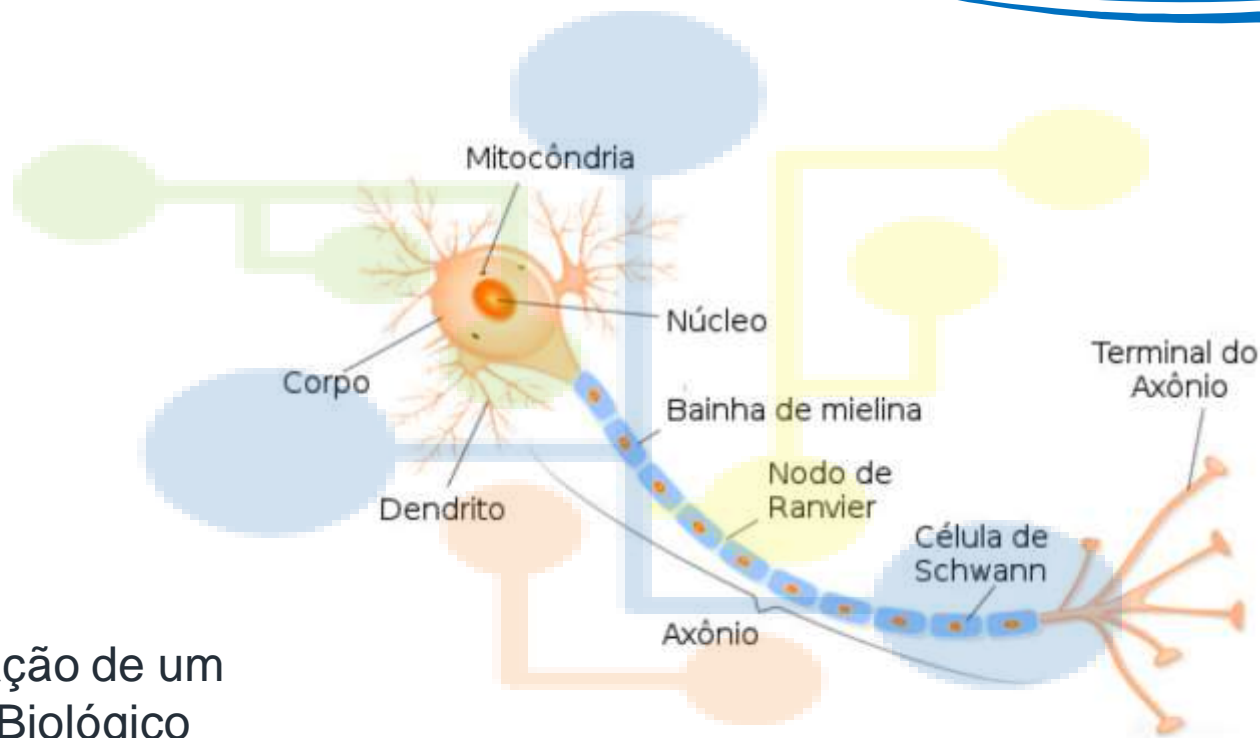 Mitocôndria
Núcleo
Corpo
Terminal do
Axônio
Bainha de mielina
Nodo de
Ranvier
Dendrito
Célula de
Schwann
Axônio
ção de um
Biológico